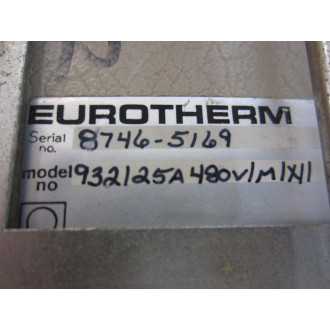 EUROTHERM
Serial no. 8746-5169
model no 932/25A 480V/M/X/1